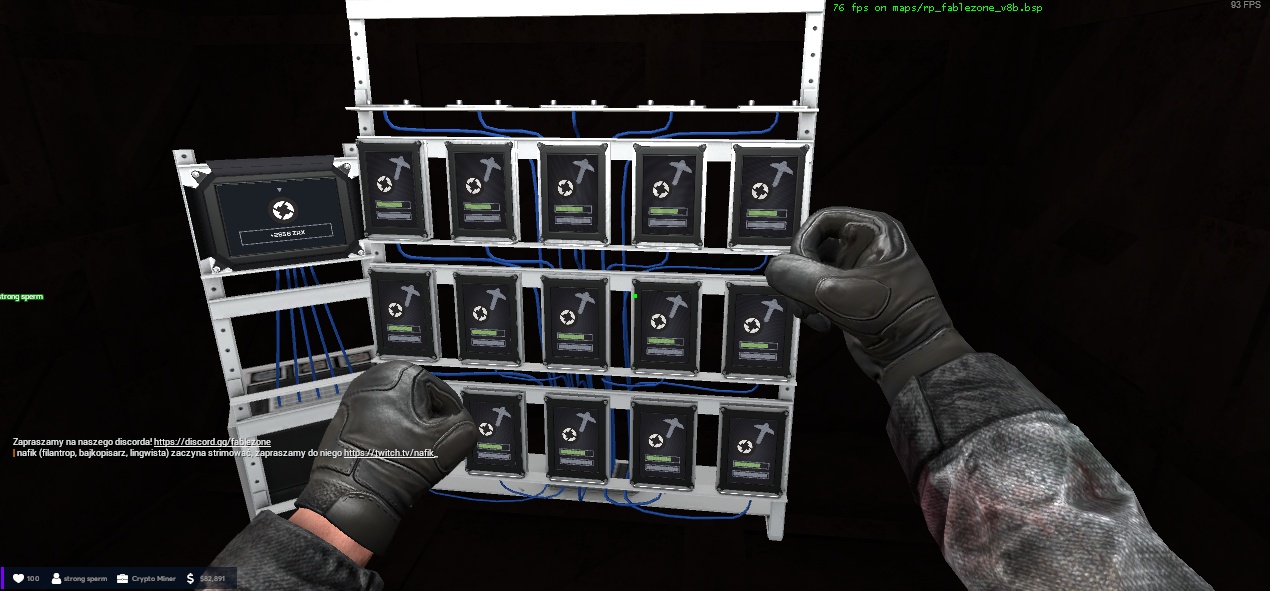 76 fps on maps/rp_fablezone_v8b.bsp
93 FPS
strong sperm
Zapraszamy na naszego discorda! https://discord.gg/fablezone
| nafik (filantrop, bajkopisarz, lingwista) zaczyna strimować, zapraszamy do niego https://twitch.tv/nafik_
100 strong sperm Crypto Miner $ $82,891